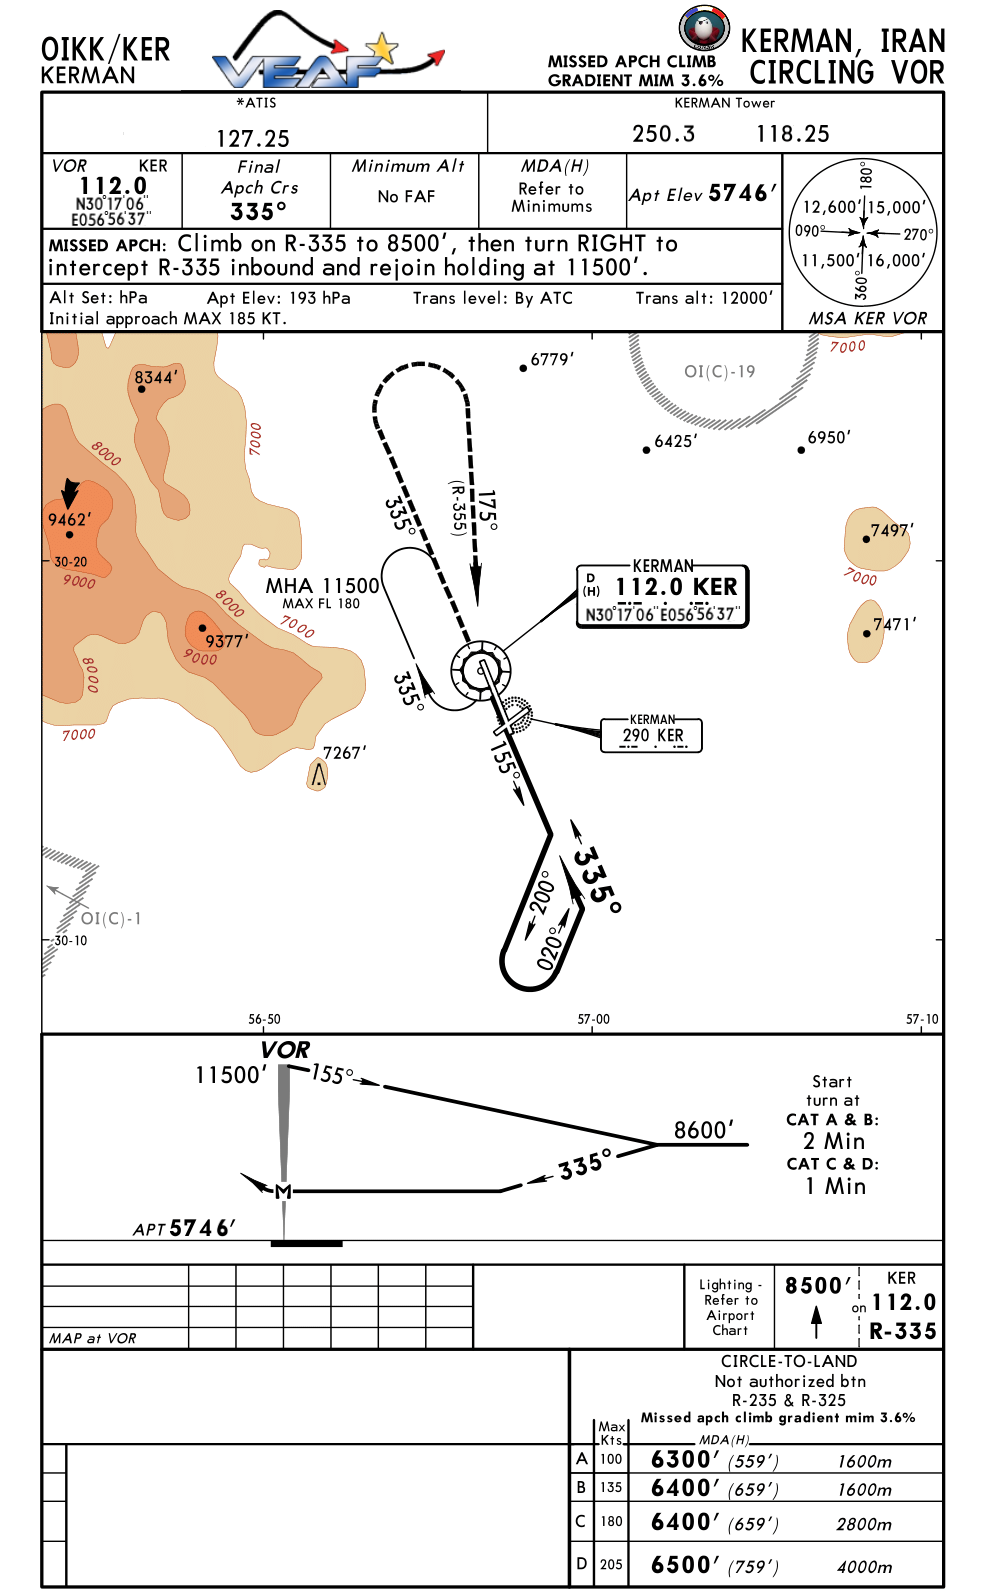 OIKK/KER
KERMAN
VEAF
MISSED APCH CLIMB
GRADIENT MIM 3.6%
KERMAN, IRAN
CIRCLING VOR
*ATIS
127.25
KERMAN Tower
250.3 118.25
VOR KER
112.0
N30°17'06"
E056°56'37"
Final
Apch Crs
335°
Minimum Alt
No FAF
MDA(H)
Refer to
Minimums
Apt Elev 5746'
MISSED APCH: Climb on R-335 to 8500', then turn RIGHT to
intercept R-335 inbound and rejoin holding at 11500'.
Alt Set: hPa Apt Elev: 193 hPa Trans level: By ATC Trans alt: 12000'
Initial approach MAX 185 KT.
180°
12,600' 15,000'
090° 270°
11,500' 16,000'
360°
MSA KER VOR
8344'
6779'
OI(C)-19
7000
7000
8000
6425'
6950'
335°
175°
(R-355)
9462'
7497'
30-20
9000
7000
MHA 11500
MAX FL 180
KERMAN
D
(H)
112.0 KER
N30°17'06" E056°56'37"
8000
7000
9377'
9000
7471'
8000
335°
7000
KERMAN
290 KER
7267'
155°
335°
200°
020°
OI(C)-1
30-10
56-50 57-00 57-10
VOR
11500'
155°
8600'
335°
M
APT 5746'
Start
turn at
CAT A & B:
2 Min
CAT C & D:
1 Min
MAP at VOR
Lighting -
Refer to
Airport
Chart
8500'
on
KER
112.0
R-335
CIRCLE-TO-LAND
Not authorized btn
R-235 & R-325
Missed apch climb gradient mim 3.6%
Max
Kts
MDA(H)
A 100 6300' (559') 1600m
B 135 6400' (659') 1600m
C 180 6400' (659') 2800m
D 205 6500' (759') 4000m